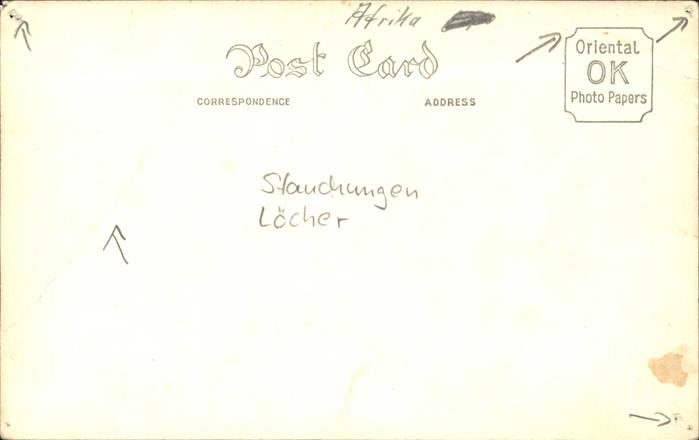 Afrika
Post Card
CORRESPONDENCE
ADDRESS
Oriental
OK
Photo Papers
Stauchungen
Löcher